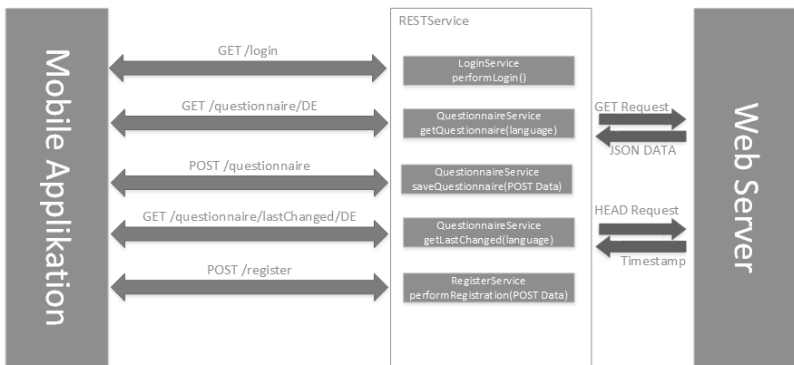 Mobile Applikation
RESTService
GET /login
LoginService
performLogin()
GET /questionnaire/DE
QuestionnaireService
getQuestionnaire(language)
GET Request
JSON DATA
POST /questionnaire
QuestionnaireService
saveQuestionnaire(POST Data)
GET /questionnaire/lastChanged/DE
QuestionnaireService
getLastChanged(language)
HEAD Request
Timestamp
POST /register
RegisterService
performRegistration(POST Data)
Web Server